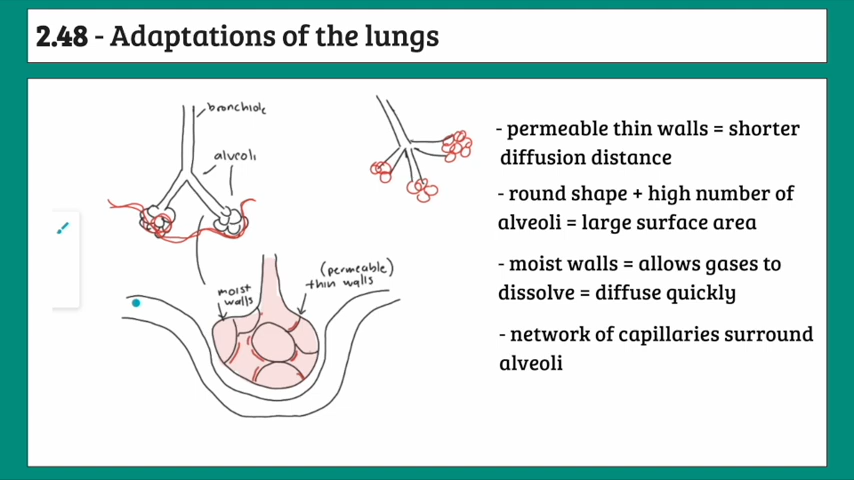 2.48 - Adaptations of the lungs
bronchiole
alveoli
moist
walls
(permeable)
thin walls
- permeable thin walls = shorter
diffusion distance
- round shape + high number of
alveoli = large surface area
- moist walls = allows gases to
dissolve = diffuse quickly
- network of capillaries surround
alveoli